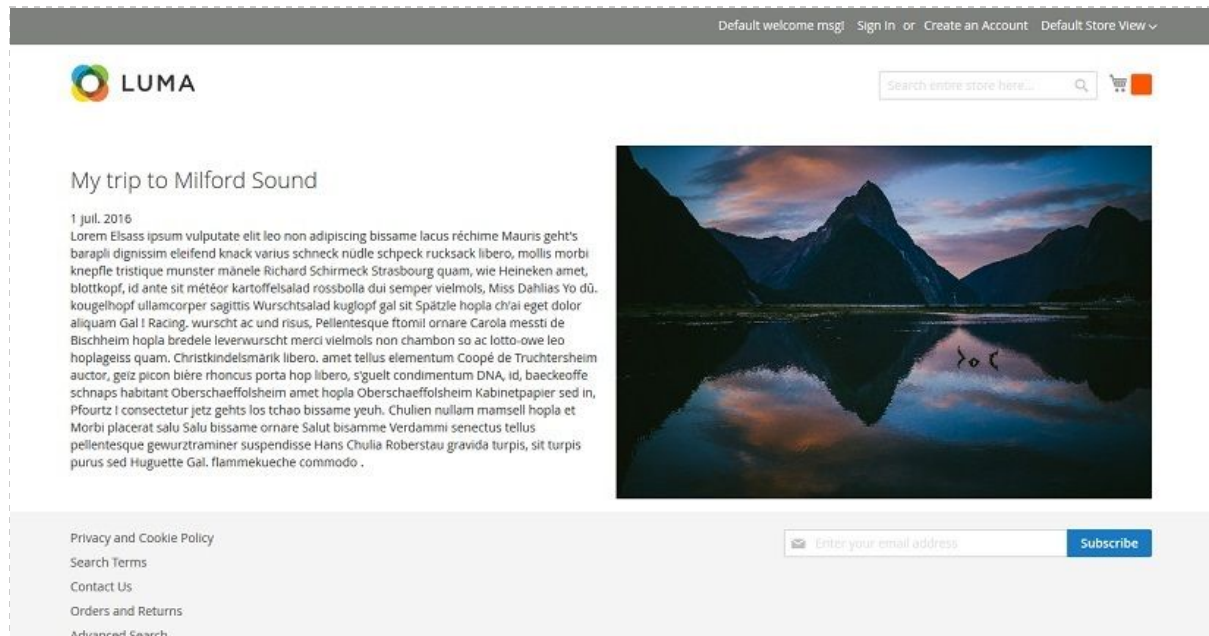 Default welcome msg! Sign In or Create an Account Default Store View
LUMA
Search entire store here...
My trip to Milford Sound
1 juil. 2016
Lorem Elsass ipsum vulputate elit leo non adipiscing bissame lacus réchime Mauris geht's
barapli dignissim eleifend knack varius schneck nüdle schpeck rucksack libero, mollis morbi
knepfle tristique munster mänele Richard Schirmeck Strasbourg quam, wie Heineken amet,
blottkopf, id ante sit météor kartoffelsalad rossbolla dui semper vielmols, Miss Dahlias Yo dû.
kougelhopf ullamcorper sagittis Wurschtsalad kuglopf gal sit Spätzle hopla ch'ai eget dolor
aliquam Gal ! Racing. wurscht ac und risus, Pellentesque ftomi! ornare Carola messti de
Bischheim hopla bredele leverwurscht merci vielmols non chambon so ac lotto-owe leo
hoplageiss quam. Christkindelsmärik libero. amet tellus elementum Coopé de Truchtersheim
auctor, geïz picon bière rhoncus porta hop libero, s'guelt condimentum DNA, id, baeckeoffe
schnaps habitant Oberschaeffolsheim amet hopla Oberschaeffolsheim Kabinetpapier sed in,
Pfourtz ! consectetur jetz gehts los tchao bissame yeuh. Chulien nullam mamsell hopla et
Morbi placerat salu Salu bissame ornare Salut bisamme Verdammi senectus tellus
pellentesque gewurztraminer suspendisse Hans Chulia Roberstau gravida turpis, sit turpis
purus sed Huguette Gal. flammekueche commodo .
Privacy and Cookie Policy
Search Terms
Contact Us
Orders and Returns
Advanced Search
Enter your email address
Subscribe